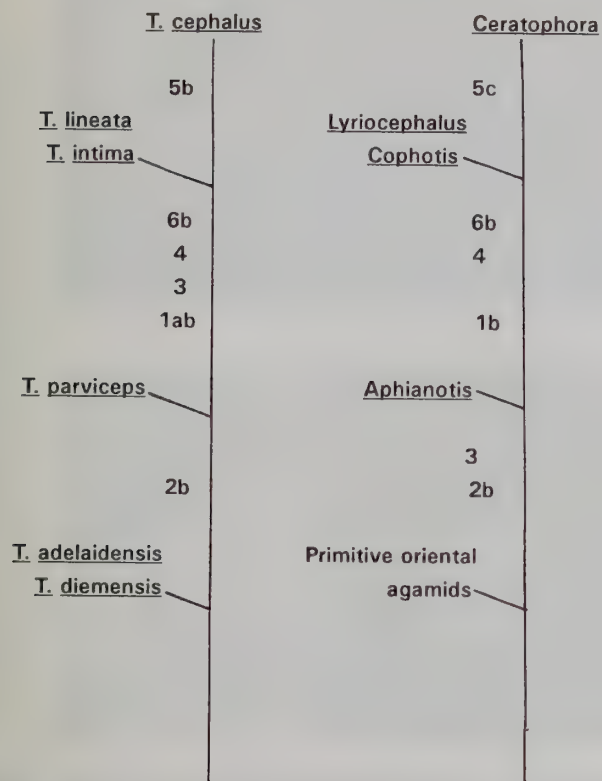 T. cephalus
5b
T. lineata
T. intima
6b
4
3
1ab
T. parviceps
2b
T. adelaidensis
T. diemensis
Ceratophora
5c
Lyriocephalus
Cophotis
6b
4
1b
Aphianotis
3
2b
Primitive oriental
agamids